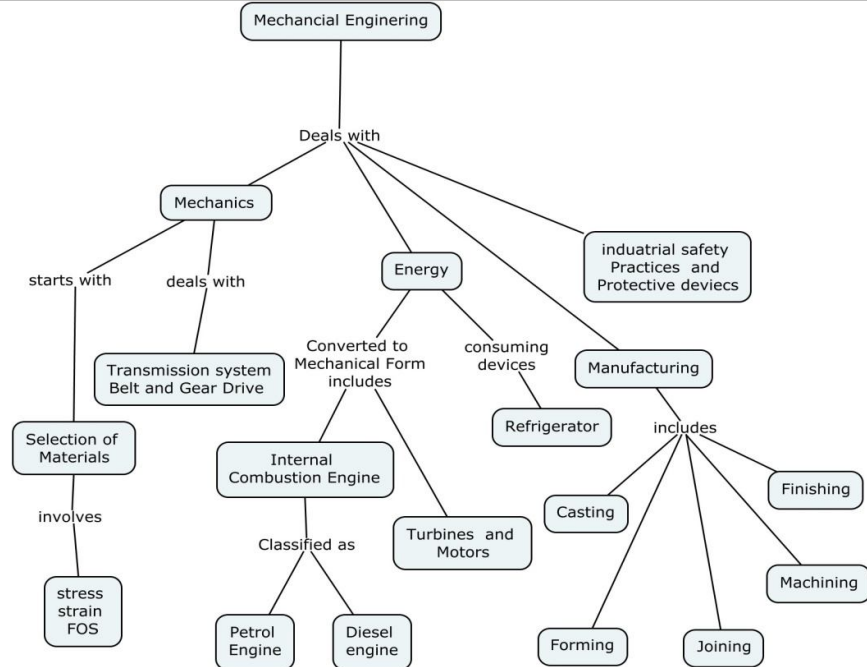 Mechancial Enginering
Deals with
Mechanics
induatrial safety
Practices and
Protective deviecs
Energy
starts with
deals with
Converted to
Mechanical Form
includes
consuming
devices
Transmission system
Belt and Gear Drive
Manufacturing
Selection of
Materials
Refrigerator
includes
Internal
Combustion Engine
Finishing
Casting
involves
Turbines and
Motors
Classified as
Machining
stress
strain
FOS
Petrol
Engine
Diesel
engine
Forming
Joining